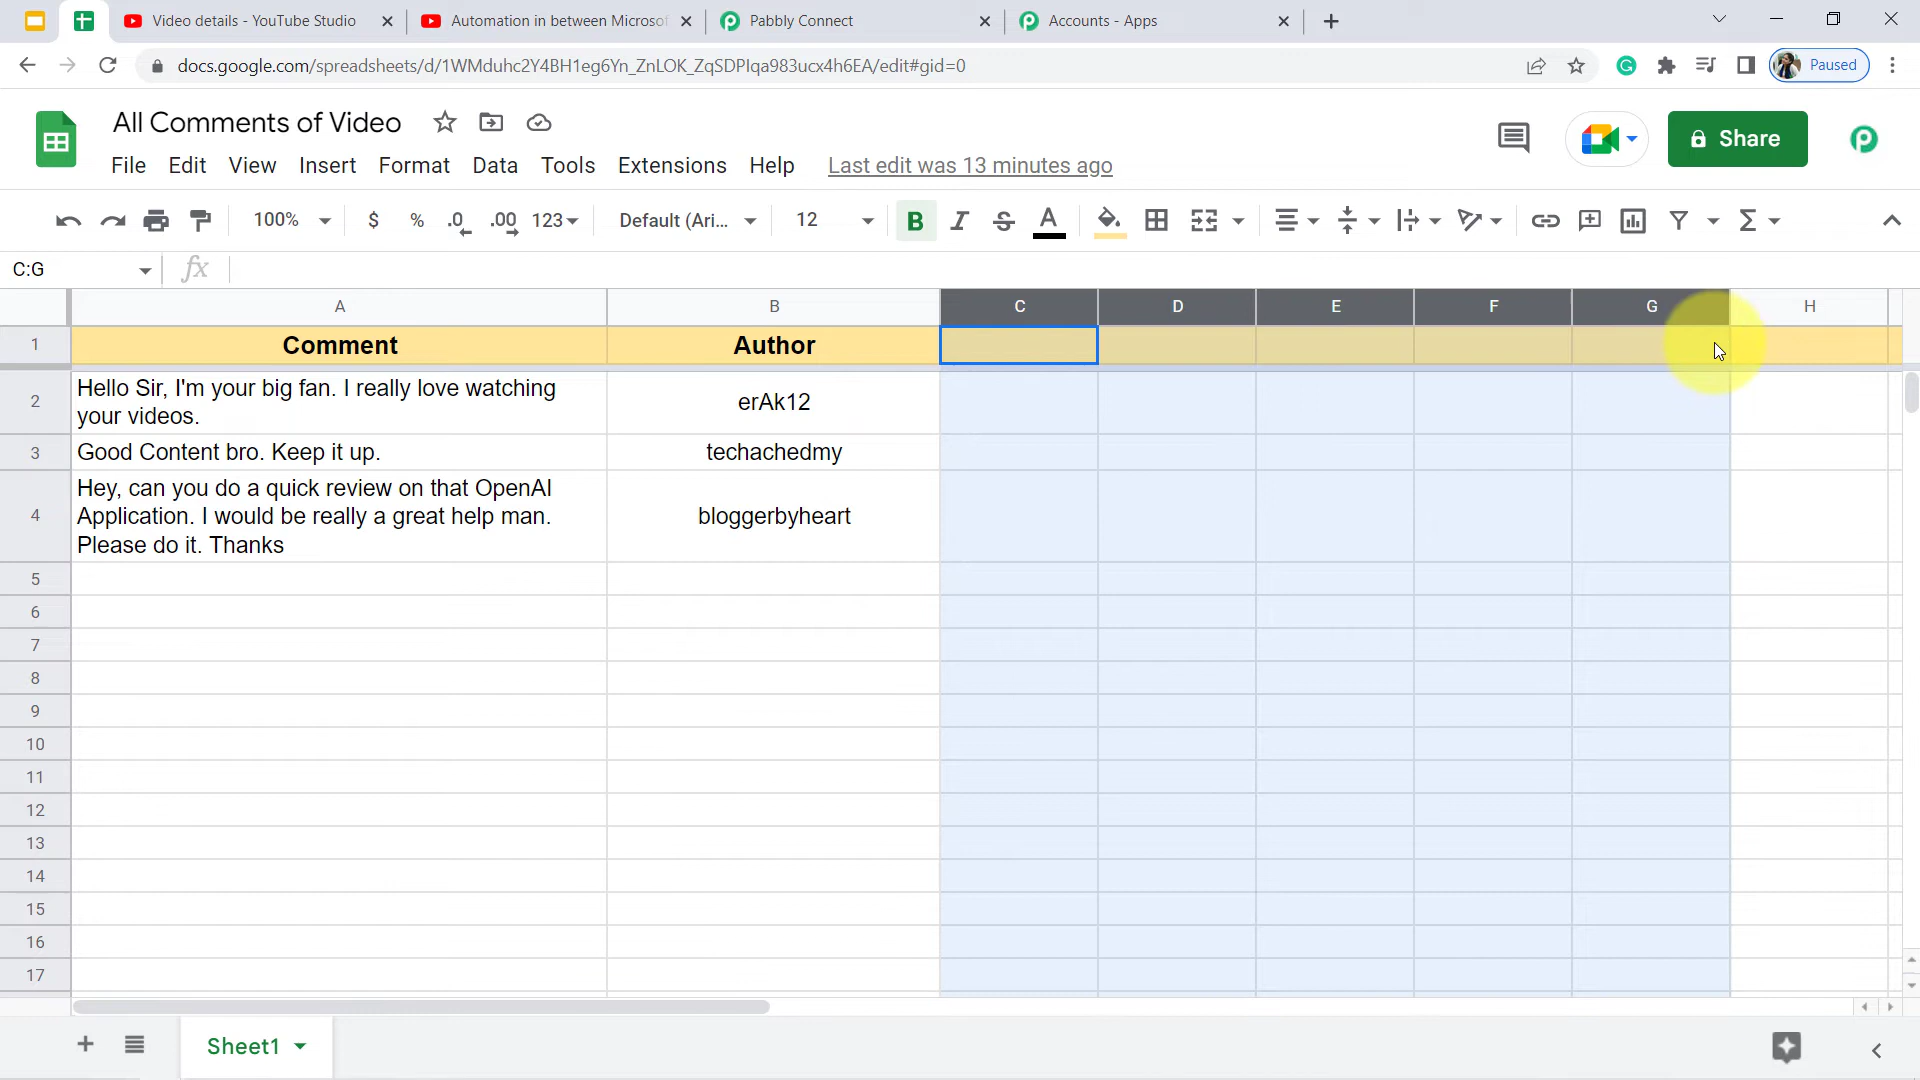 Video details - YouTube Studio
Automation in between Microsof
Pabbly Connect
Accounts - Apps
docs.google.com/spreadsheets/d/1WMduhc2Y4BH1eg6Yn_ZnLOK_ZqSDPIqa983ucx4h6EA/edit#gid=0
Paused
All Comments of Video
Share
File Edit View Insert Format Data Tools Extensions Help Last edit was 13 minutes ago
100% $ % .0 .00 123 Default (Ari... 12 B I S A
C:G fx
A B C D E F G H
1 Comment Author
2 Hello Sir, I'm your big fan. I really love watching
your videos.
erAk12
3 Good Content bro. Keep it up. techachedmy
4 Hey, can you do a quick review on that OpenAI
Application. I would be really a great help man.
Please do it. Thanks
bloggerbyheart
5
6
7
8
9
10
11
12
13
14
15
16
17
Sheet1